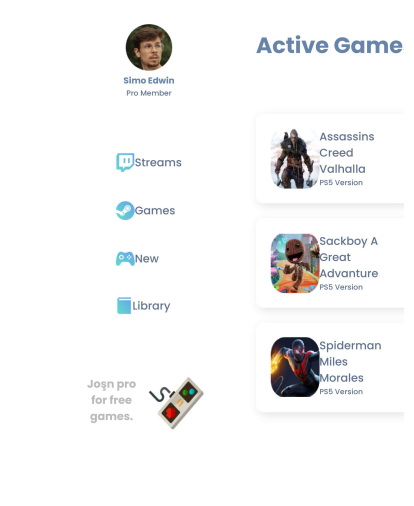 Simo Edwin
Pro Member
Streams
Games
New
Library
Joşn pro
for free
games.
Active Game
Assassins
Creed
Valhalla
PS5 Version
Sackboy A
Great
Advanture
PS5 Version
Spiderman
Miles
Morales
PS5 Version